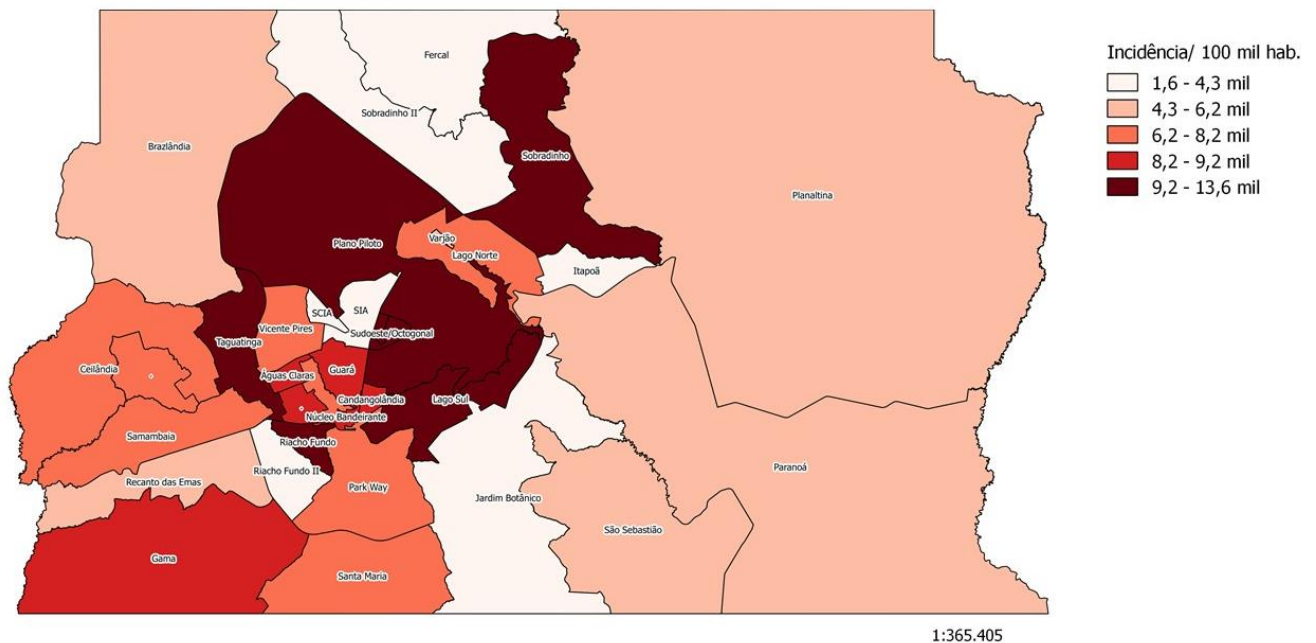 Fercal
Sobradinho II
Brazlândia
Sobradinho
Planaltina
Plano Piloto
Varjão
Lago Norte
Itapoã
SCIA
SIA
Vicente Pires
Sudoeste/Octogonal
Taguatinga
Ceilândia
Águas Claras
Guará
Candangolândia
Lago Sul
Núcleo Bandeirante
Samambaia
Riacho Fundo
Riacho Fundo II
Recanto das Emas
Park Way
Jardim Botânico
Paranoá
São Sebastião
Gama
Santa Maria
Incidência/ 100 mil hab.
1,6 - 4,3 mil
4,3 - 6,2 mil
6,2 - 8,2 mil
8,2 - 9,2 mil
9,2 - 13,6 mil
1:365.405